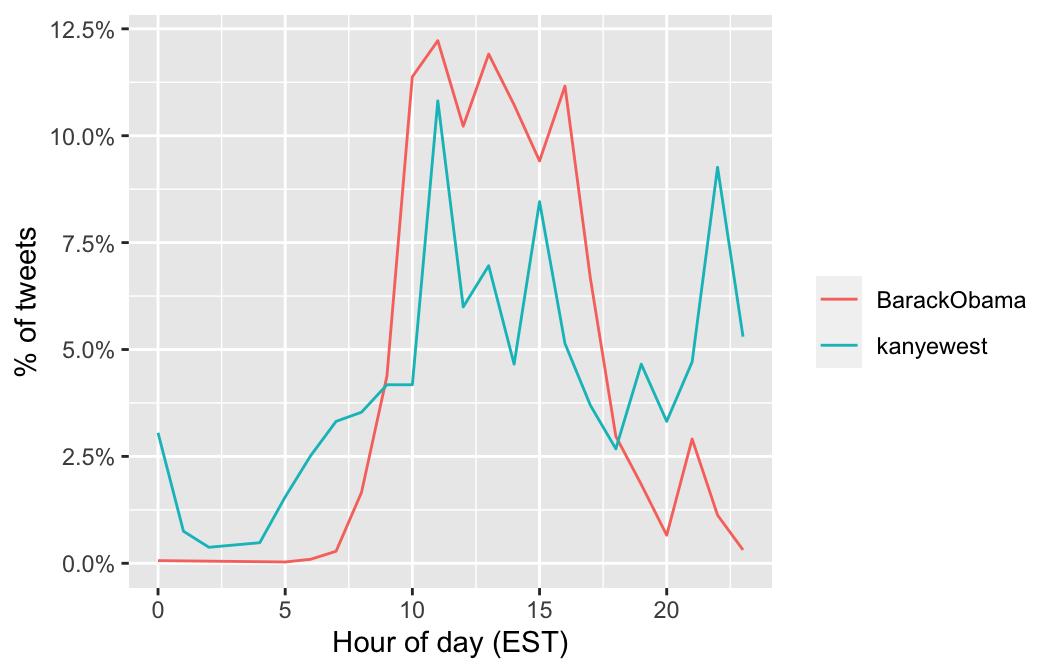 12.5%
10.0%
7.5%
5.0%
2.5%
0.0%
% of tweets
0 5 10 15 20
Hour of day (EST)
BarackObama
kanyewest